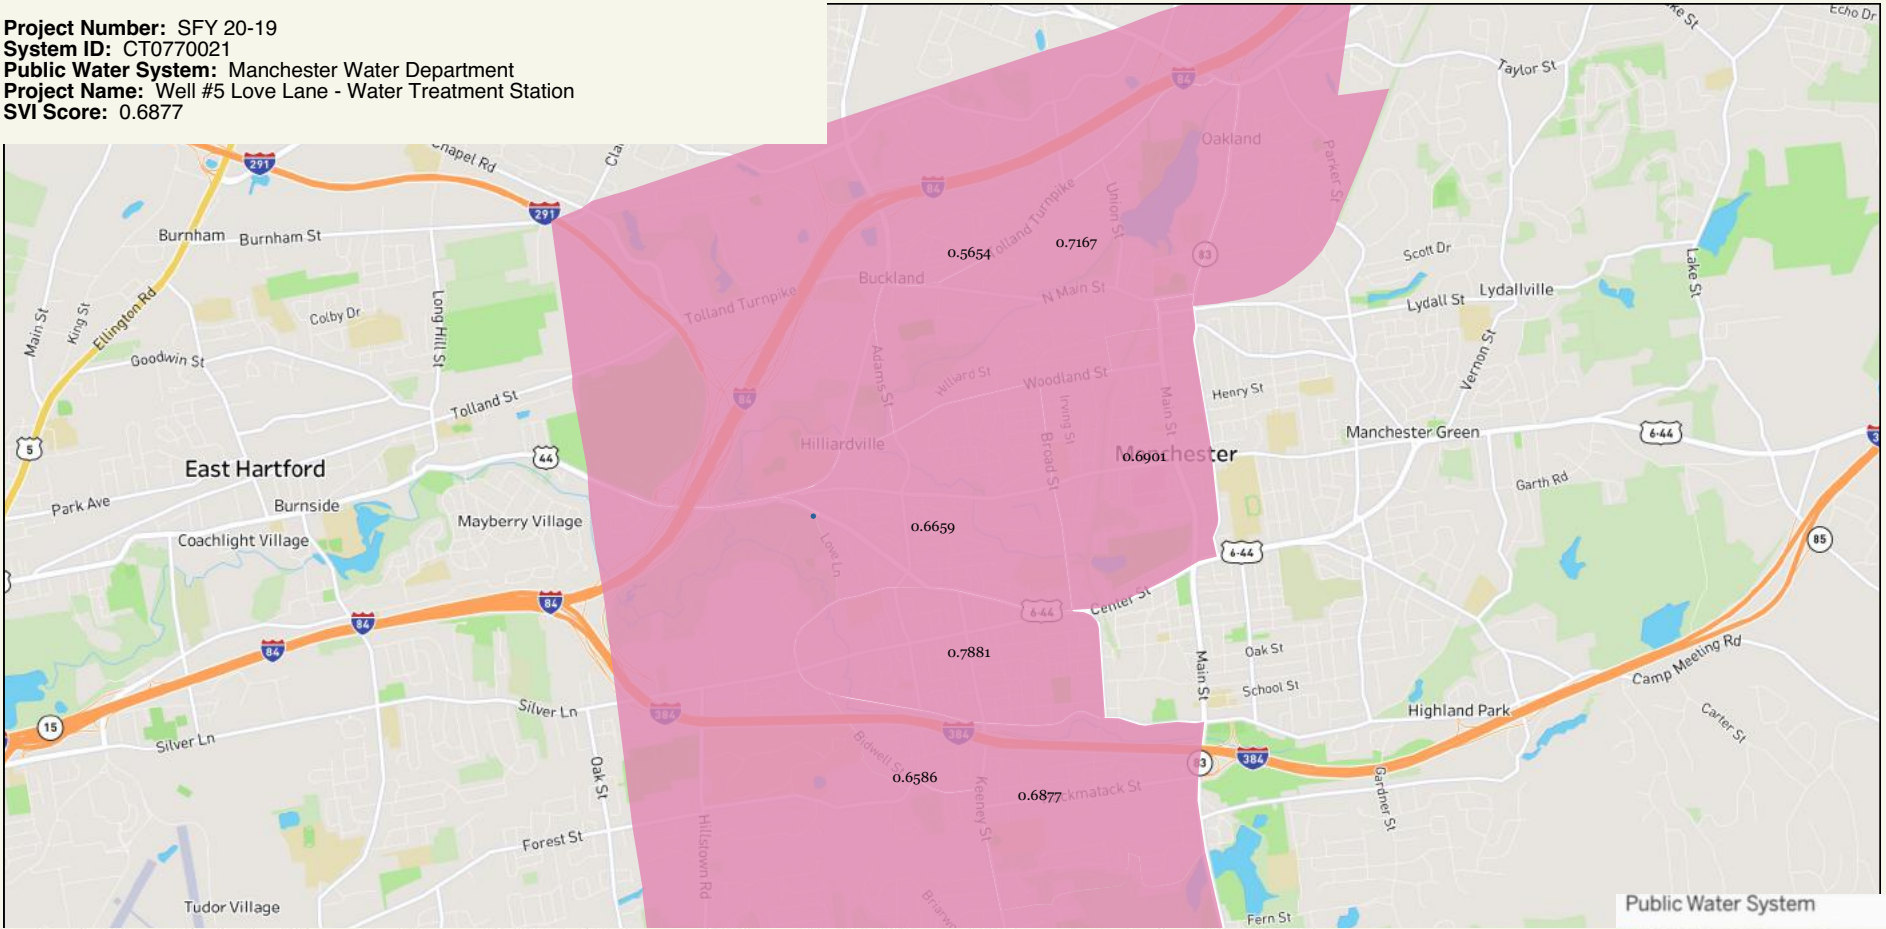 Project Number: SFY 20-19
System ID: CT0770021
Public Water System: Manchester Water Department
Project Name: Well #5 Love Lane - Water Treatment Station
SVI Score: 0.6877
Echo Dr
Taylor St
84
Oakland
Chapel Rd
291
Parker St
84
291
Union St
Tolland Turnpike
Burnham
Burnham St
0.5654
0.7167
83
Scott Dr
Lake St
Buckland
N Main St
Lydall St
Lydallville
Tolland Turnpike
Main St
King St
Ellington Rd
Colby Dr
Long Hill St
Goodwin St
Adams St
Hilliard St
Woodland St
Vernon St
Henry St
Tolland St
84
Irving St
Main St
Broad St
5
44
Hilliardville
Manchester
0.6901
Manchester Green
6-44
East Hartford
Park Ave
Burnside
Mayberry Village
Garth Rd
Coachlight Village
0.6659
Love Ln
6-44
85
84
84
84
6-44
Center St
0.7881
Oak St
Main St
School St
Camp Meeting Rd
Silver Ln
384
Highland Park
Carter St
15
Silver Ln
Oak St
Bidwell St
384
83
384
0.6586
Keeney St
0.6877
Gardner St
Hillstown Rd
Forest St
Tudor Village
Fern St
Public Water System